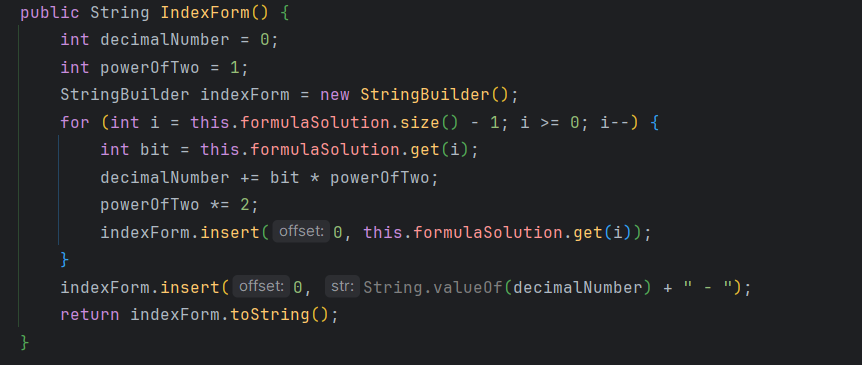 public String IndexForm() {
    int decimalNumber = 0;
    int powerOfTwo = 1;
    StringBuilder indexForm = new StringBuilder();
    for (int i = this.formulaSolution.size() - 1; i >= 0; i--) {
        int bit = this.formulaSolution.get(i);
        decimalNumber += bit * powerOfTwo;
        powerOfTwo *= 2;
        indexForm.insert( offset: 0, this.formulaSolution.get(i));
    }
    indexForm.insert( offset: 0, str: String.valueOf(decimalNumber) + " - ");
    return indexForm.toString();
}